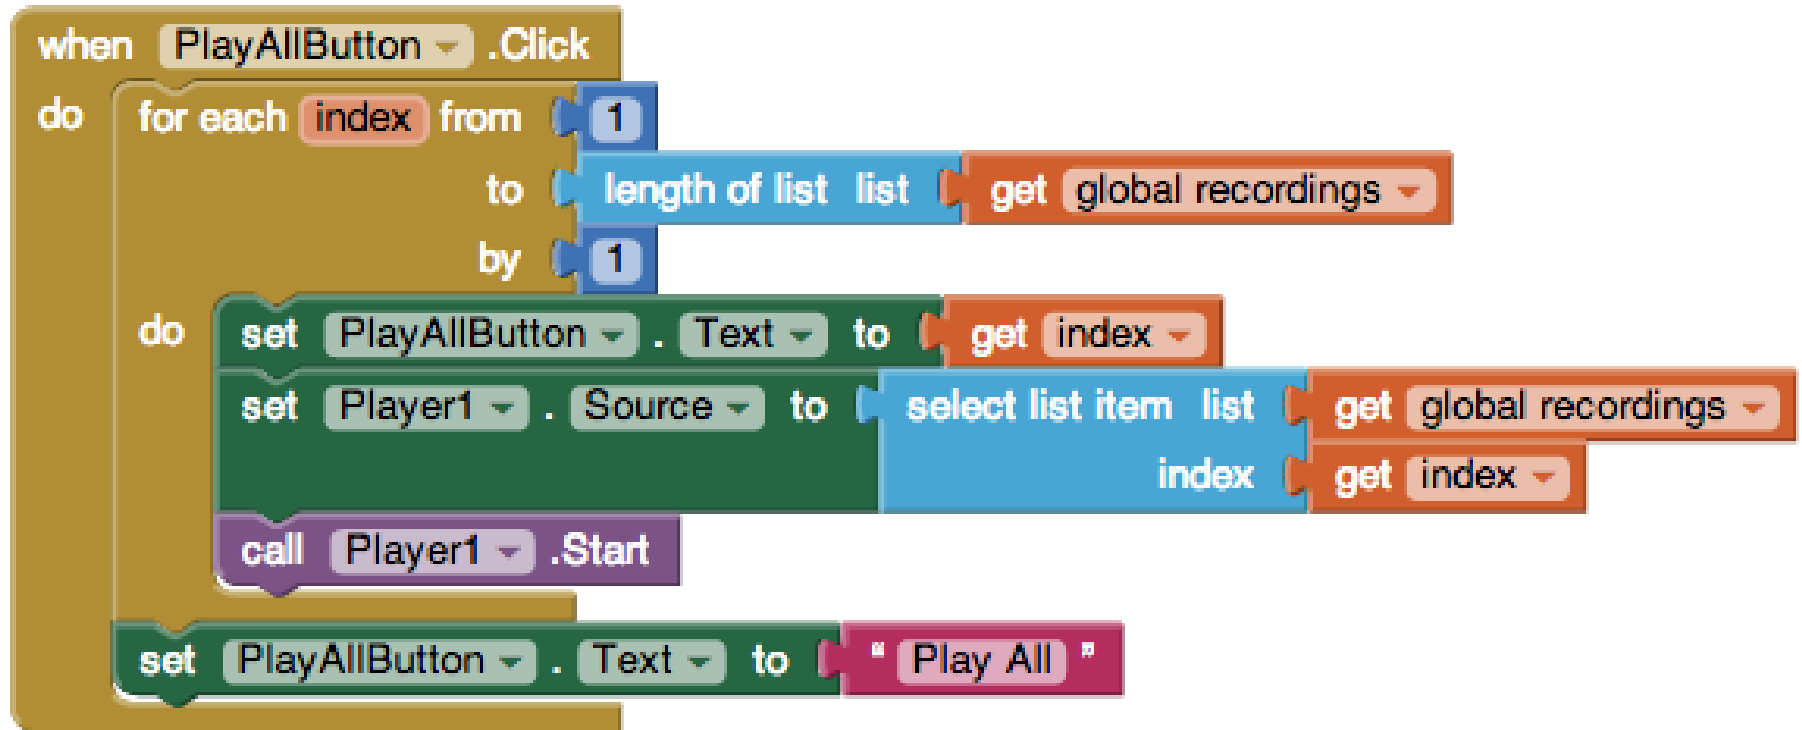 when PlayAllButton .Click
do for each index from 1
to length of list list get global recordings
by 1
do set PlayAllButton . Text to get index
set Player1 . Source to select list item list get global recordings
index get index
call Player1 .Start
set PlayAllButton . Text to “ Play All ”